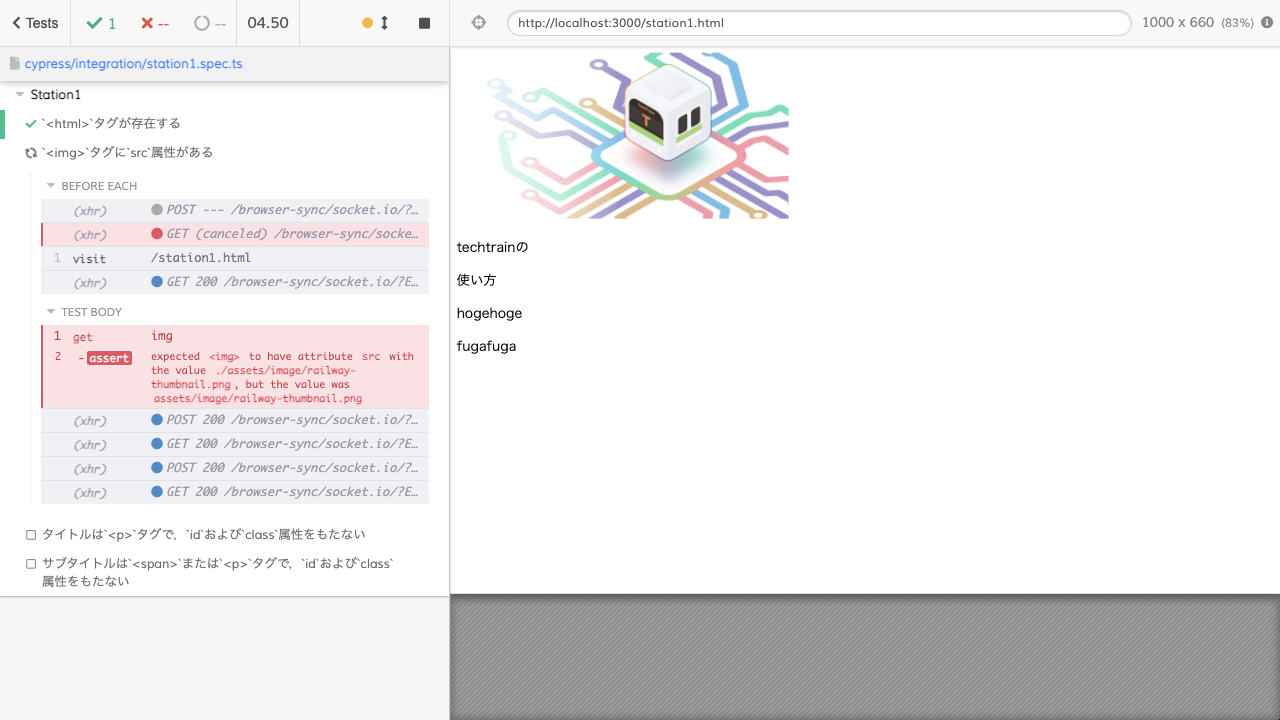 Tests
1
--
--
04.50
http://localhost:3000/station1.html
1000 x 660 (83%)
cypress/integration/station1.spec.ts
Station1
`<html>`タグが存在する
`<img>`タグに`src`属性がある
BEFORE EACH
(xhr) POST --- /browser-sync/socket.io/?…
(xhr) GET (canceled) /browser-sync/socke…
1 visit /station1.html
(xhr) GET 200 /browser-sync/socket.io/?E…
TEST BODY
1 get img
2 -assert expected <img> to have attribute src with
the value ./assets/image/railway-
thumbnail.png, but the value was
assets/image/railway-thumbnail.png
(xhr) POST 200 /browser-sync/socket.io/?…
(xhr) GET 200 /browser-sync/socket.io/?E…
(xhr) POST 200 /browser-sync/socket.io/?…
(xhr) GET 200 /browser-sync/socket.io/?E…
タイトルは`<p>`タグで，`id`および`class`属性をもたない
サブタイトルは`<span>`または`<p>`タグで，`id`および`class`
属性をもたない
T
techtrainの
使い方
hogehoge
fugafuga